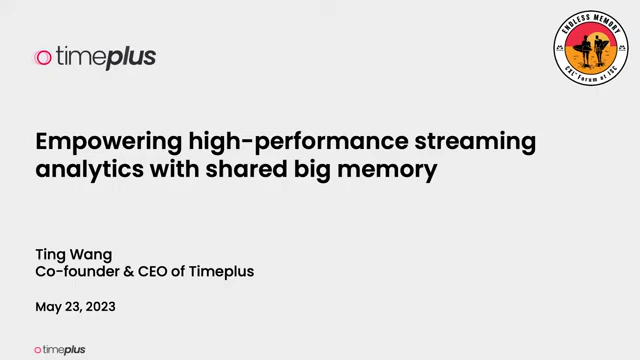 timeplus
ENDLESS MEMORY
CXL Forum at ISC
Empowering high-performance streaming
analytics with shared big memory
Ting Wang
Co-founder & CEO of Timeplus
May 23, 2023
timeplus